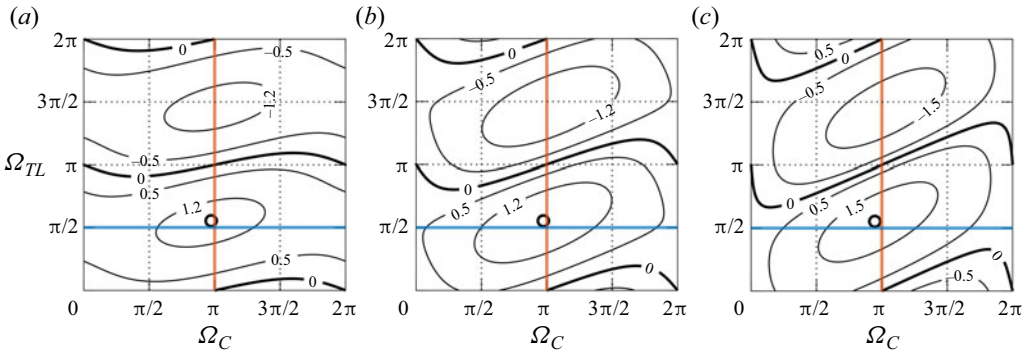 (a) (b) (c)
2π 0 –0.5 2π –0.5 0 2π –0.5 0
3π/2 –1.2 3π/2 –1.2 3π/2 –1.5
Ω_TL π –0.5 0 0.5 π 0 π 0
π/2 1.2 π/2 0.5 1.2 π/2 0.5 1.5
0.5 0 0 0 –0.5
0 π/2 π 3π/2 2π 0 π/2 π 3π/2 2π 0 π/2 π 3π/2 2π
Ω_C Ω_C Ω_C